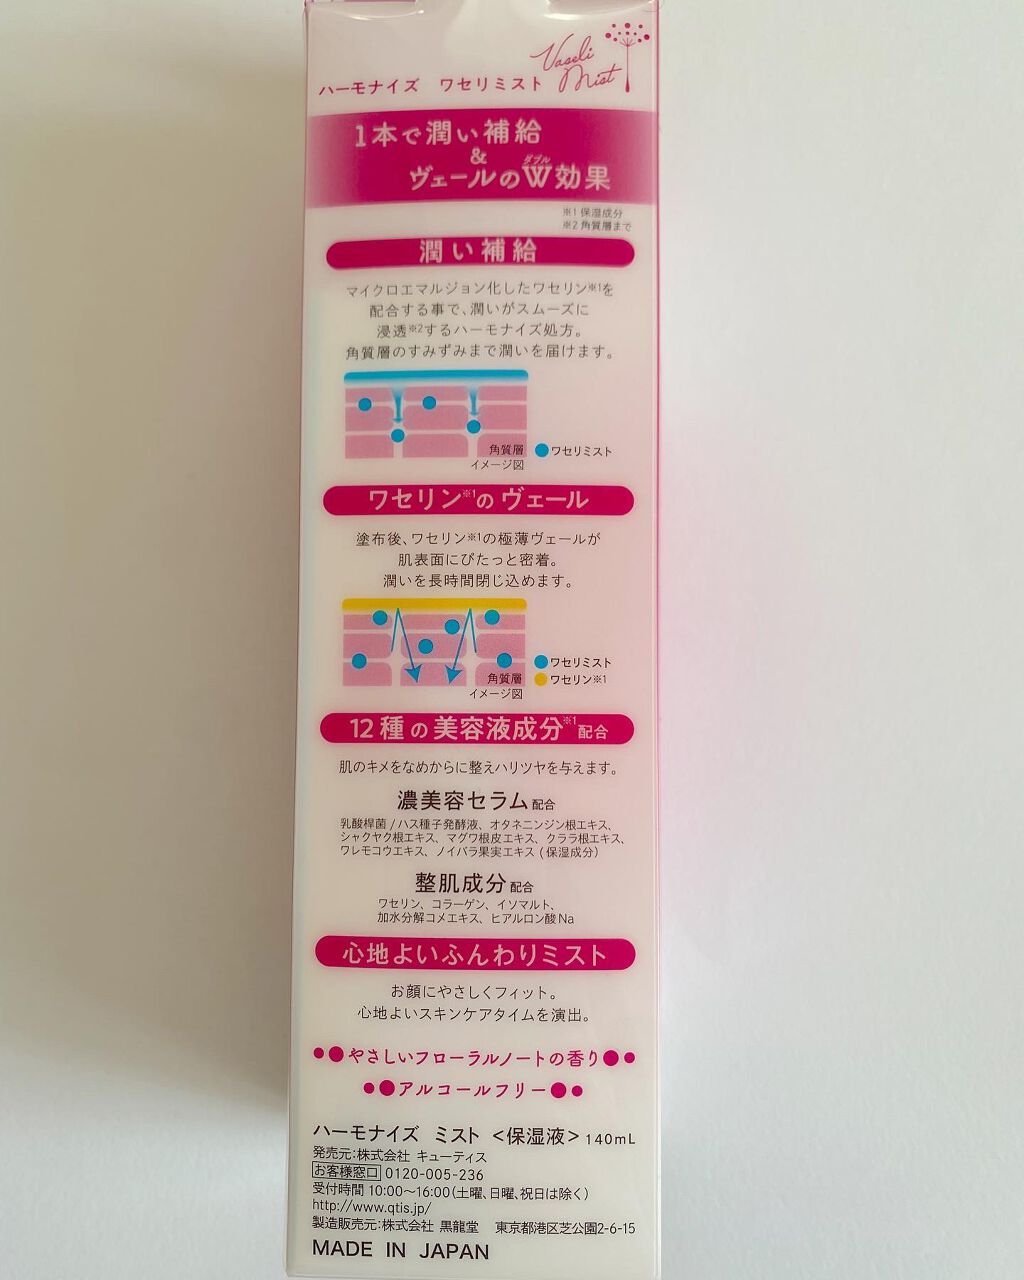 Vaseli
Mist
ハーモナイズ ワセリミスト
1本で潤い補給
&
ダブル
ヴェールのW効果
※1 保湿成分
※2 角質層まで
潤い補給
マイクロエマルジョン化したワセリン※1を
配合する事で、潤いがスムーズに
浸透※2するハーモナイズ処方。
角質層のすみずみまで潤いを届けます。
角質層
ワセリミスト
イメージ図
ワセリン※1のヴェール
塗布後、ワセリン※1の極薄ヴェールが
肌表面にぴたっと密着。
潤いを長時間閉じ込めます。
ワセリミスト
角質層
ワセリン※1
イメージ図
12種の美容液成分※1配合
肌のキメをなめからに整えハリツヤを与えます。
濃美容セラム配合
乳酸桿菌/ハス種子発酵液、オタネニンジン根エキス、
シャクヤク根エキス、マグワ根皮エキス、クララ根エキス、
ワレモコウエキス、ノイバラ果実エキス(保湿成分)
整肌成分配合
ワセリン、コラーゲン、イソマルト、
加水分解コメエキス、ヒアルロン酸Na
心地よいふんわりミスト
お顔にやさしくフィット。
心地よいスキンケアタイムを演出。
やさしいフローラルノートの香り
アルコールフリー
ハーモナイズ ミスト <保湿液> 140mL
発売元:株式会社 キューティス
お客様窓口 0120-005-236
受付時間 10:00〜16:00(土曜、日曜、祝日は除く)
http://www.qtis.jp/
製造販売元:株式会社 黒龍堂 東京都港区芝公園2-6-15
MADE IN JAPAN